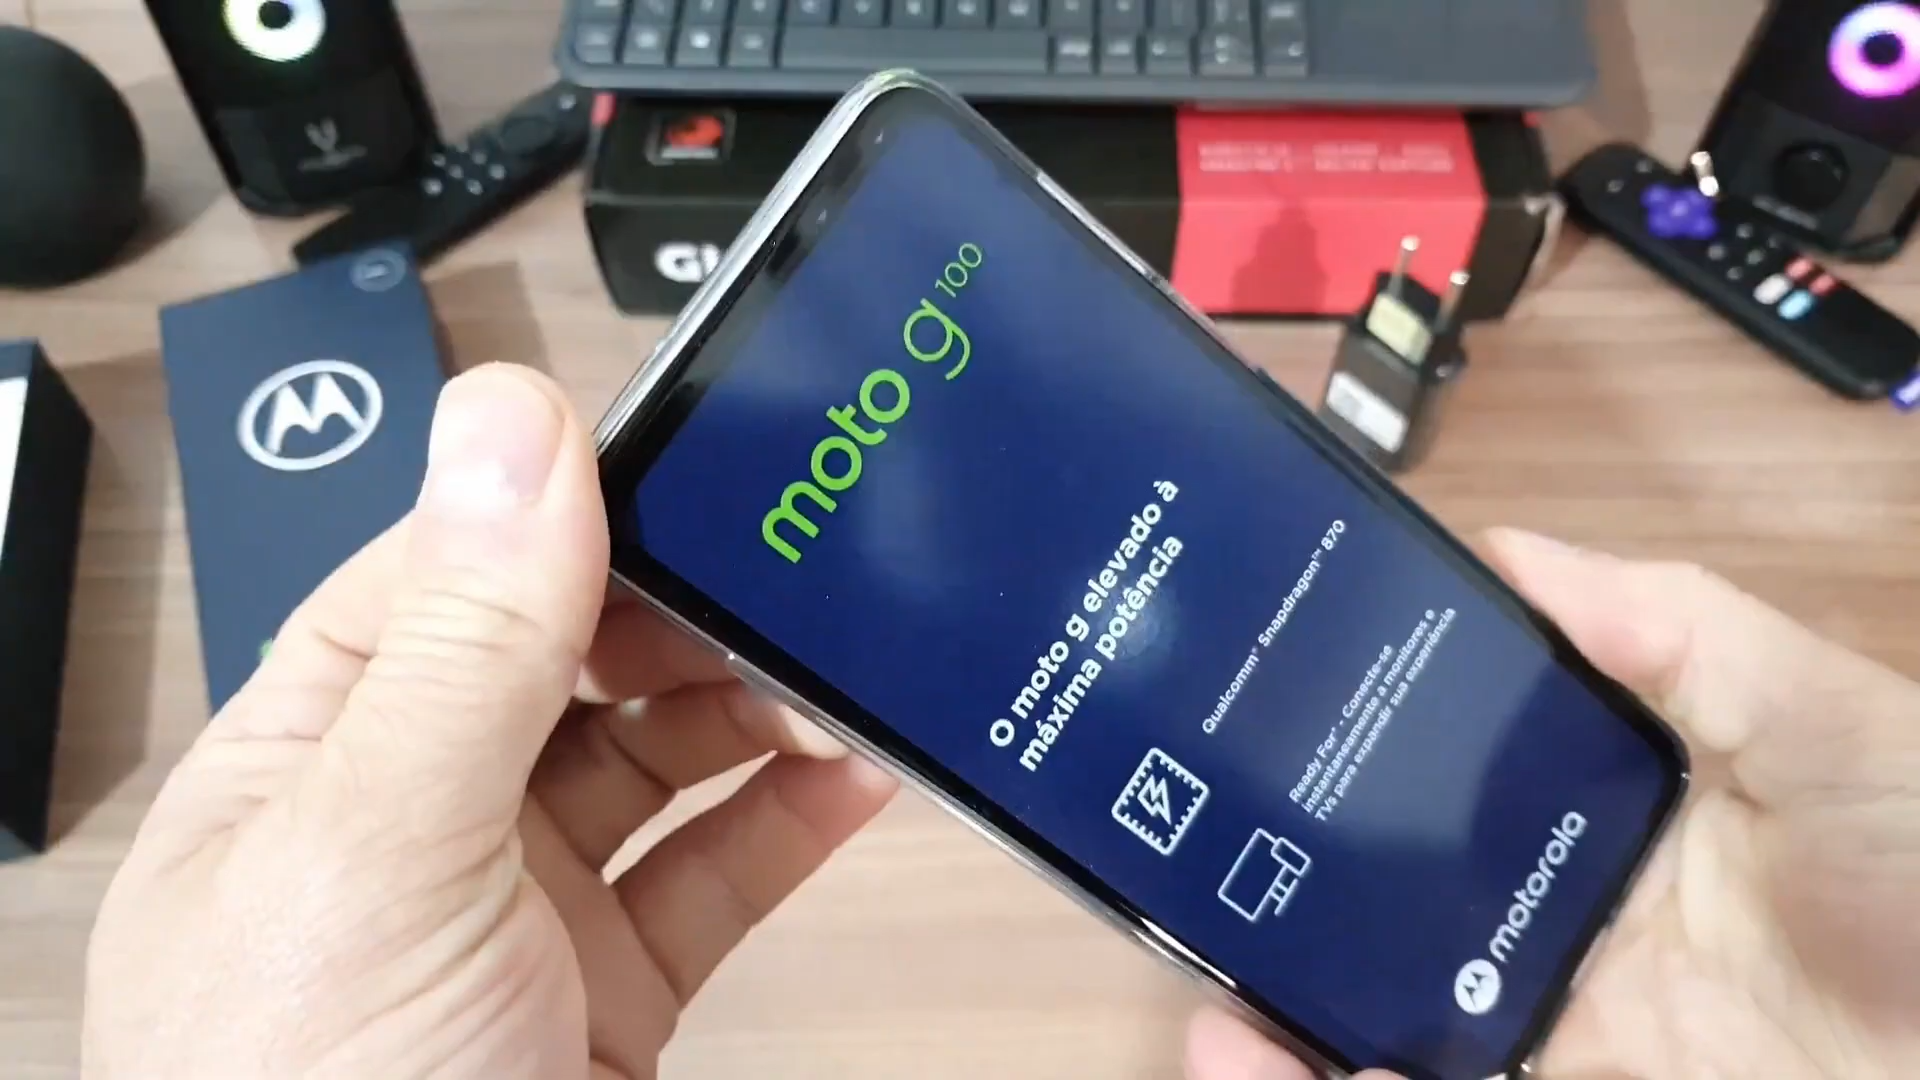 moto g 100
O moto g elevado à
máxima potência
Qualcomm® Snapdragon™ 870
Ready For* - Conecte-se
instantaneamente a monitores e
TVs para expandir sua experiência
motorola